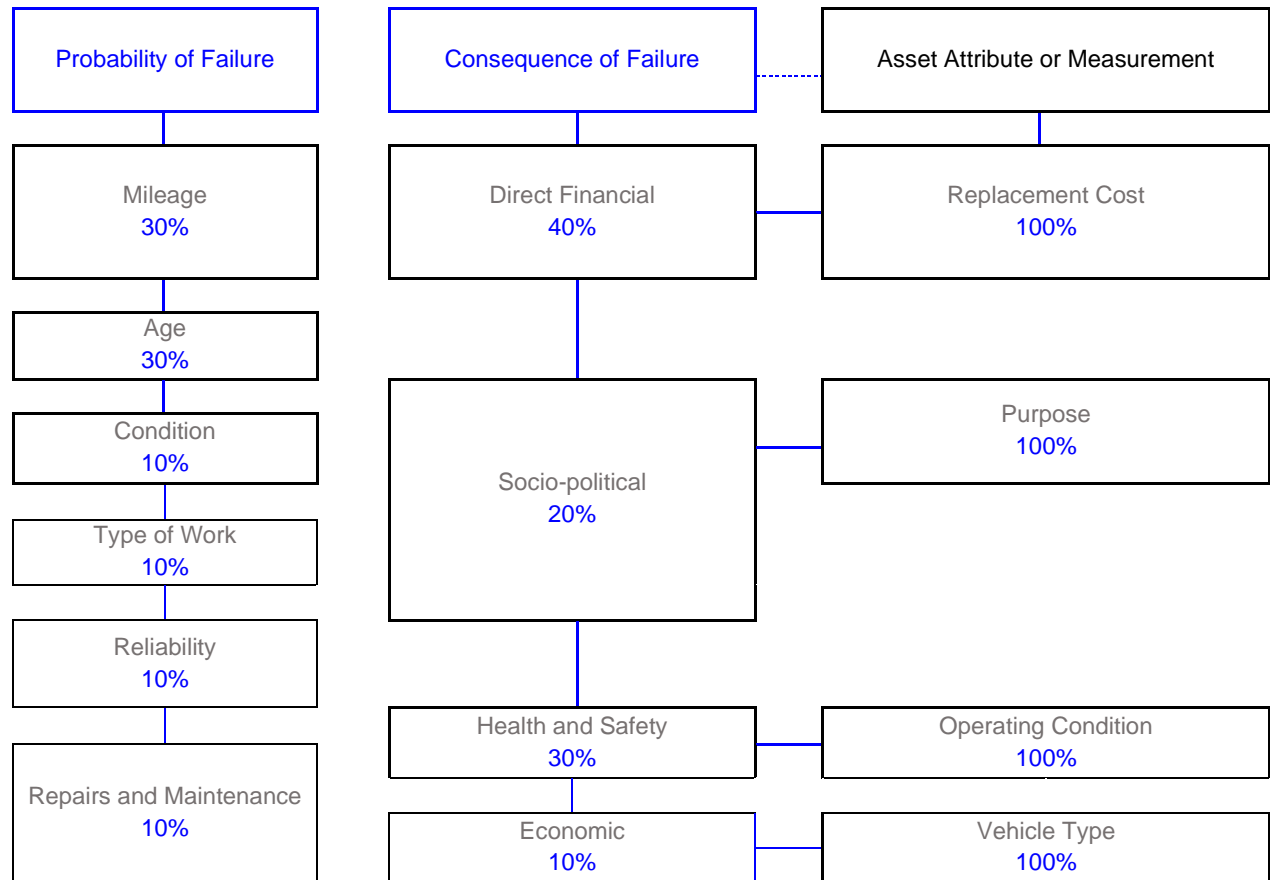 Probability of Failure
Consequence of Failure
Asset Attribute or Measurement
Mileage
30%
Direct Financial
40%
Replacement Cost
100%
Age
30%
Condition
10%
Type of Work
10%
Reliability
10%
Repairs and Maintenance
10%
Socio-political
20%
Purpose
100%
Health and Safety
30%
Operating Condition
100%
Economic
10%
Vehicle Type
100%